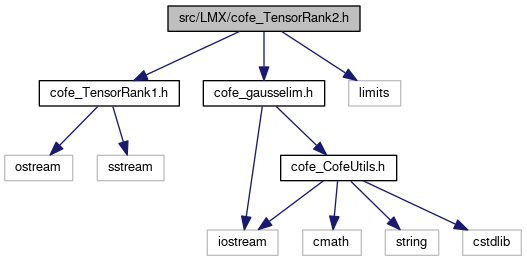 src/LMX/cofe_TensorRank2.h
cofe_TensorRank1.h
cofe_gausselim.h
limits
ostream
sstream
cofe_CofeUtils.h
iostream
cmath
string
cstdlib